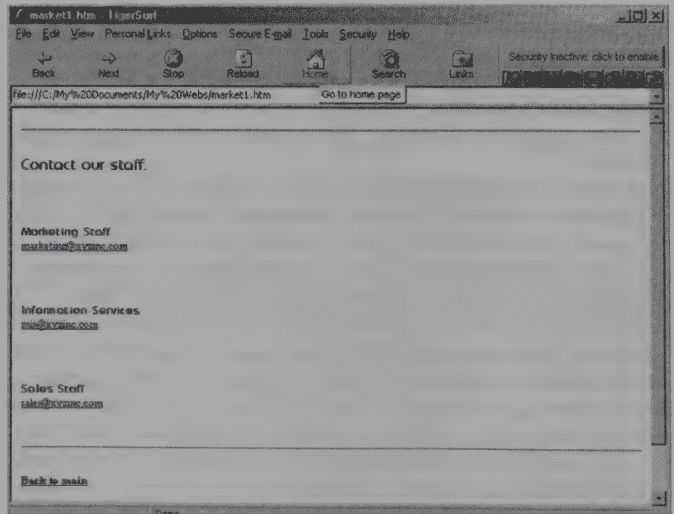 market1.htm - TigerSurf
File Edit View Personal Links Options Secure E-mail Tools Security Help
Back Next Stop Reload Home Search Links
Security Inactive: click to enable
file:///C:/My%20Documents/My%20Webs/market1.htm
Go to home page
Contact our staff.
Marketing Staff
marketing@xyzinc.com
Information Services
mis@xyzinc.com
Sales Staff
sales@xyzinc.com
Back to main
Done